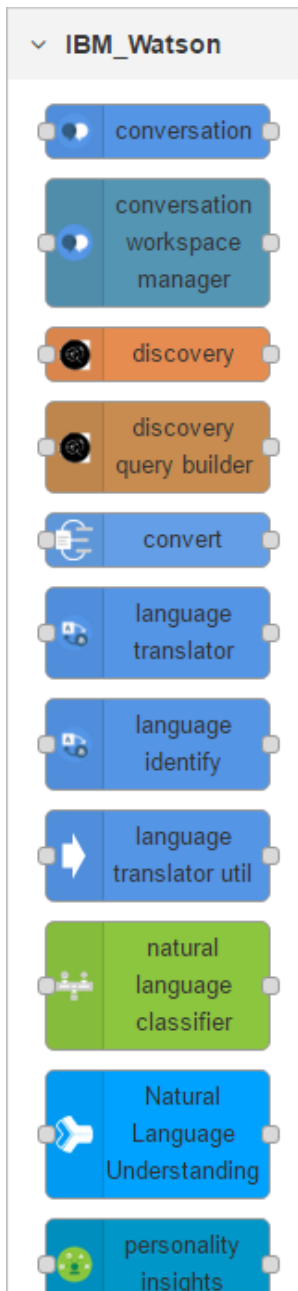 IBM_Watson
conversation
conversation
workspace
manager
discovery
discovery
query builder
convert
language
translator
language
identify
language
translator util
natural
language
classifier
Natural
Language
Understanding
personality
insights